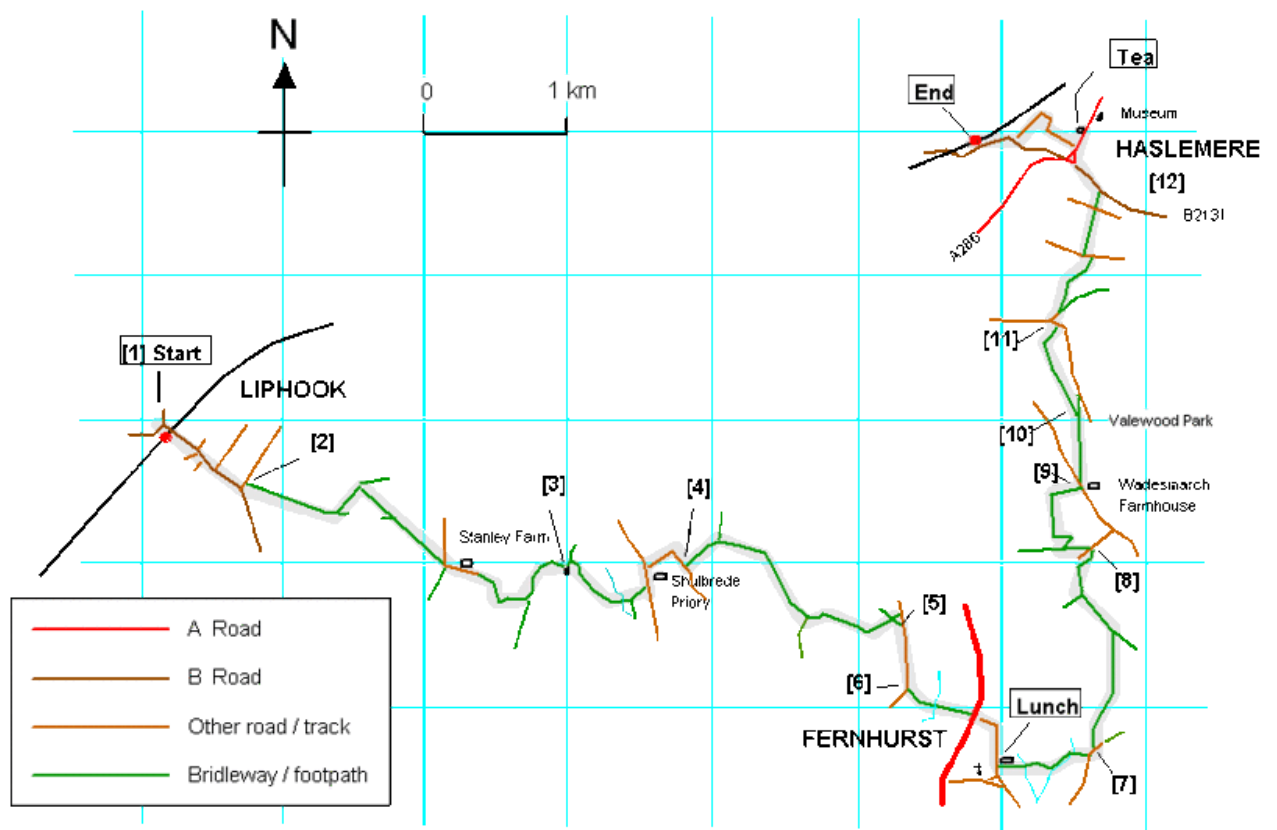 N
0 1 km
End
Tea
Museum
HASLEMERE
[12]
B2131
A286
[1] Start
LIPHOOK
[11]
[2]
Valewood Park
[10]
[3]
[4]
[9]
Wadesmarch
Farmhouse
Stanley Farm
Shulbrede
Priory
[8]
[5]
[6]
Lunch
FERNHURST
[7]
A Road
B Road
Other road / track
Bridleway / footpath